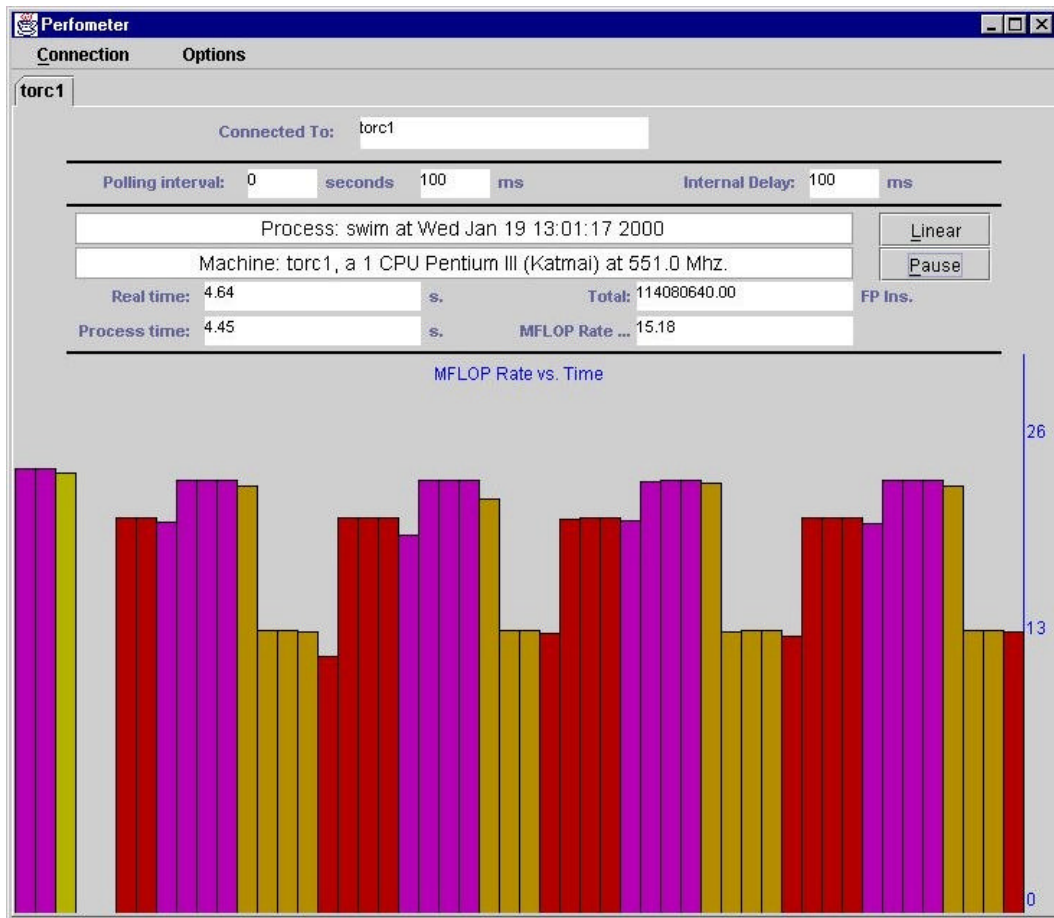 Perfometer
Connection Options
torc1
Connected To: torc1
Polling interval: 0 seconds 100 ms Internal Delay: 100 ms
Process: swim at Wed Jan 19 13:01:17 2000 Linear
Machine: torc1, a 1 CPU Pentium III (Katmai) at 551.0 Mhz. Pause
Real time: 4.64 s. Total: 114080640.00 FP Ins.
Process time: 4.45 s. MFLOP Rate ... 15.18
MFLOP Rate vs. Time
26
13
0